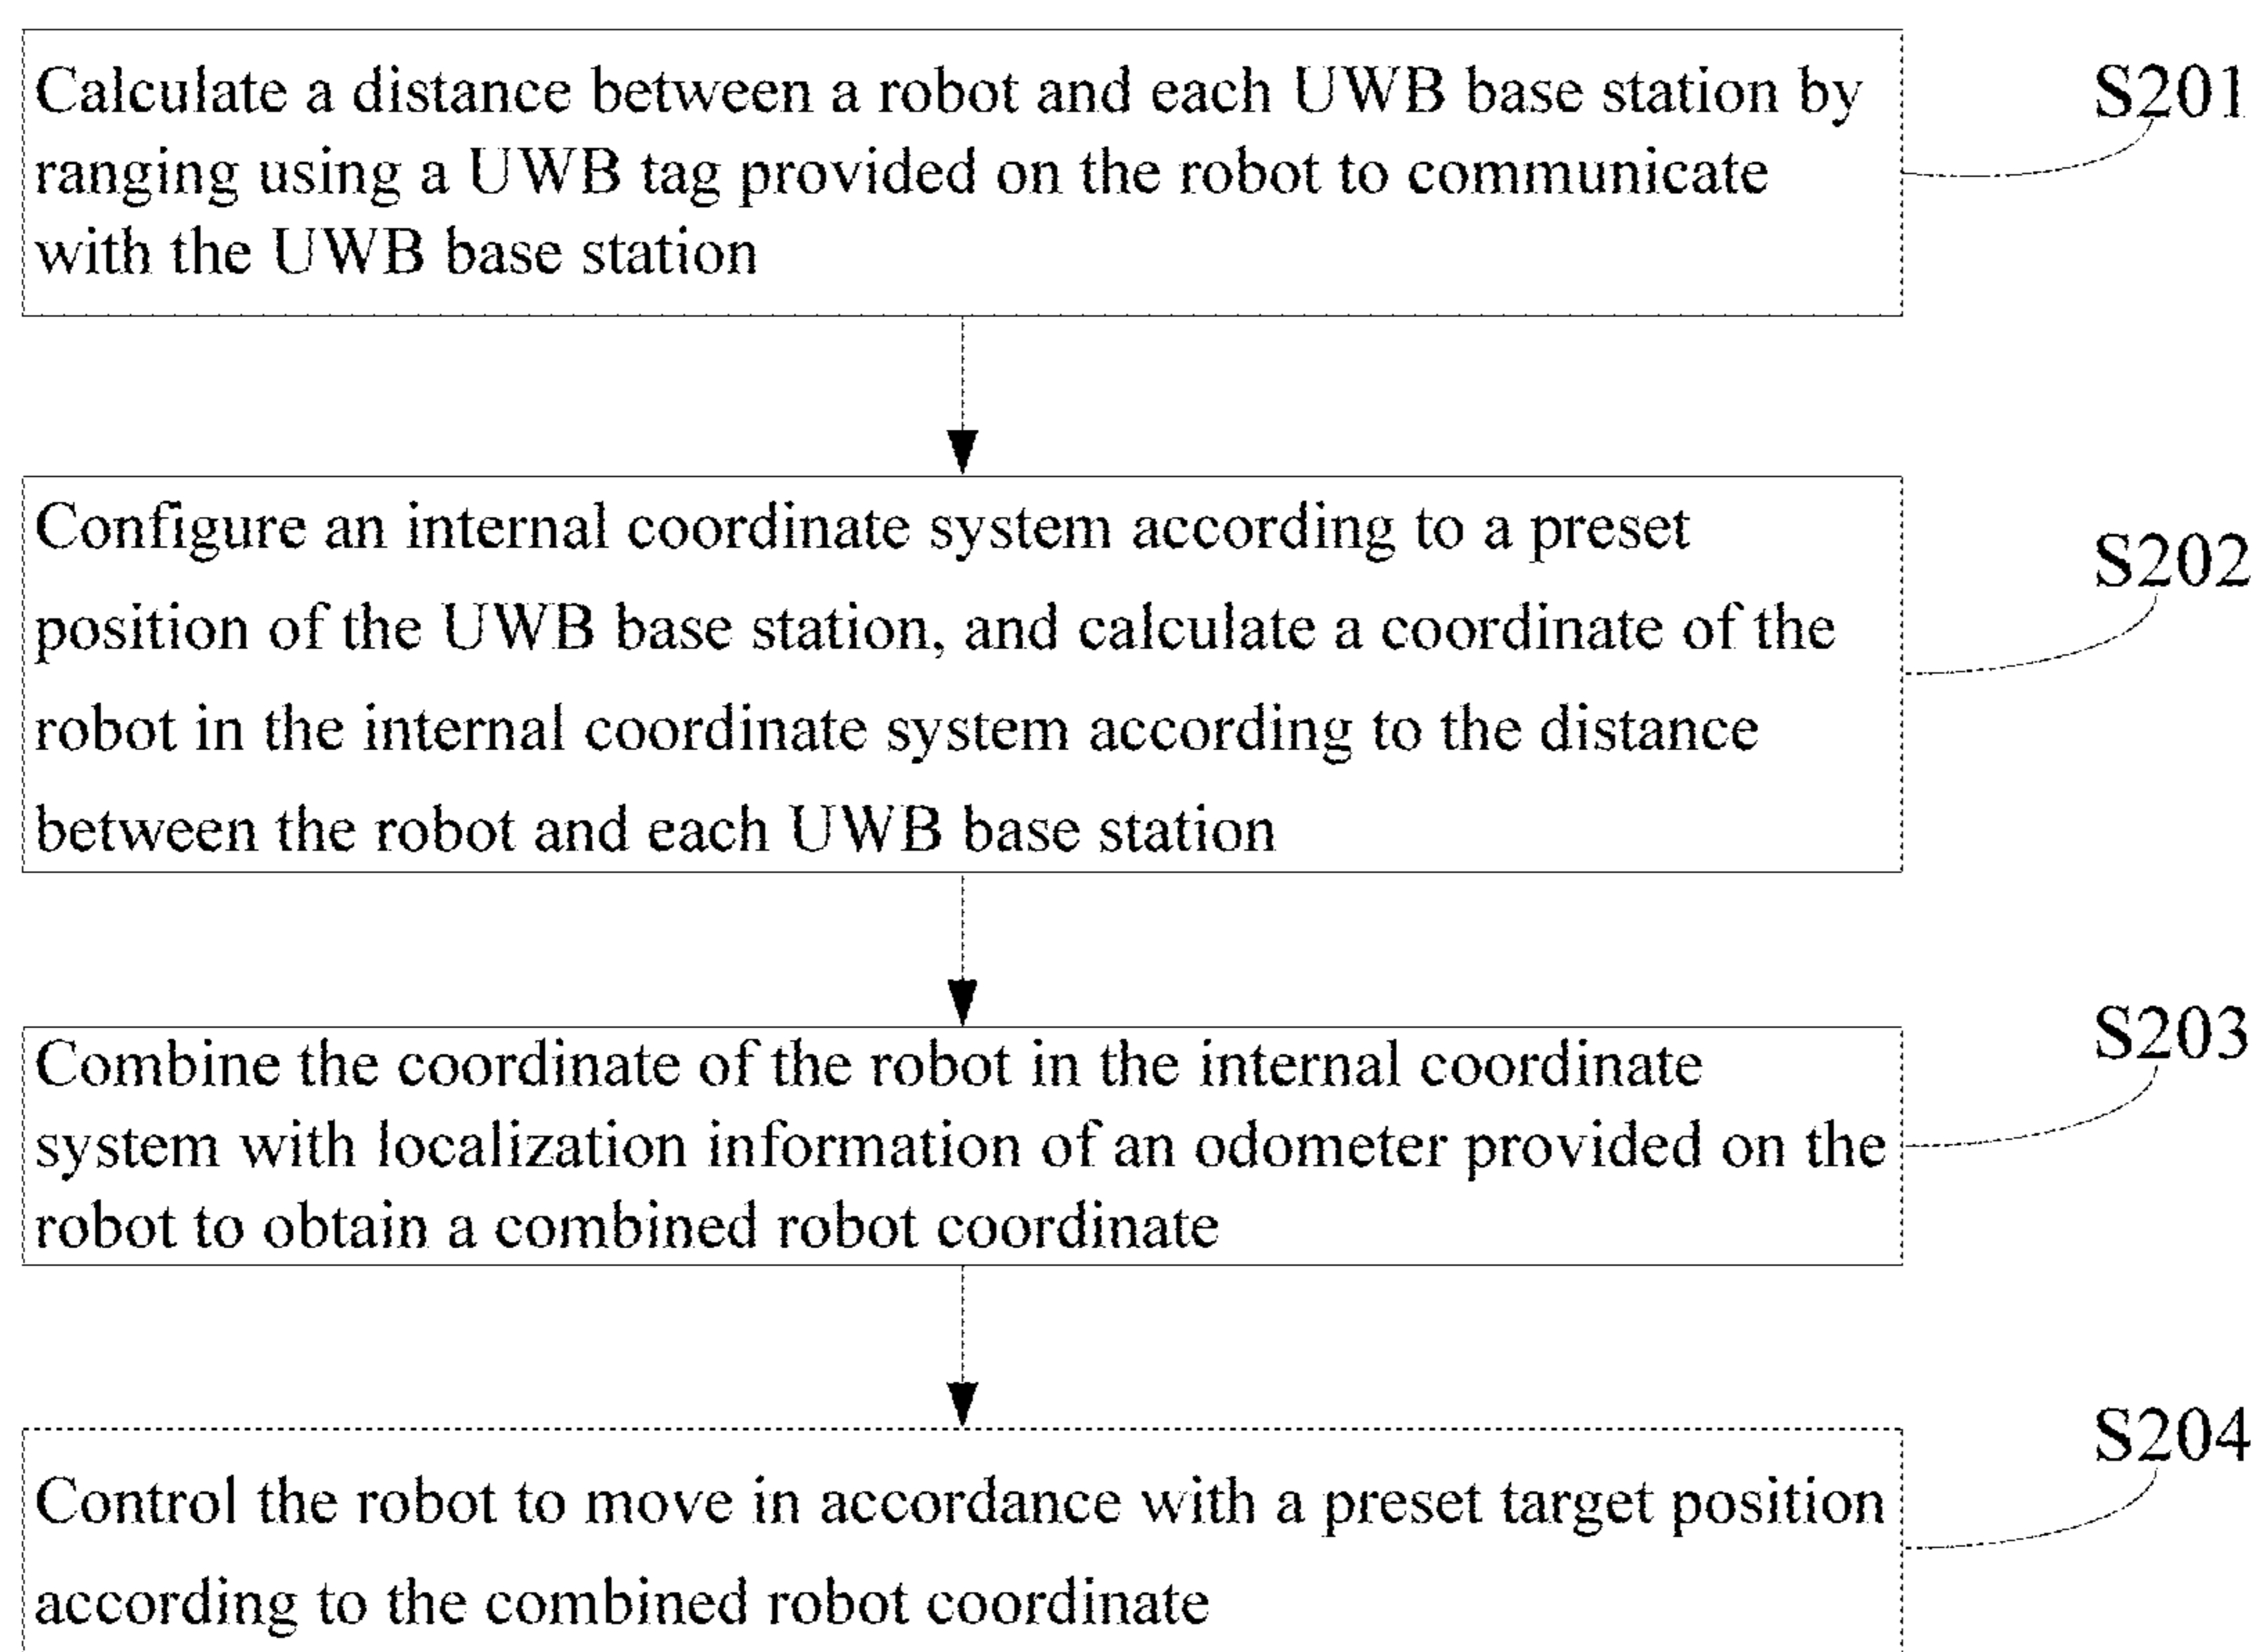 Calculate a distance between a robot and each UWB base station by
ranging using a UWB tag provided on the robot to communicate
with the UWB base station
S201
Configure an internal coordinate system according to a preset
position of the UWB base station, and calculate a coordinate of the
robot in the internal coordinate system according to the distance
between the robot and each UWB base station
S202
Combine the coordinate of the robot in the internal coordinate
system with localization information of an odometer provided on the
robot to obtain a combined robot coordinate
S203
Control the robot to move in accordance with a preset target position
according to the combined robot coordinate
S204